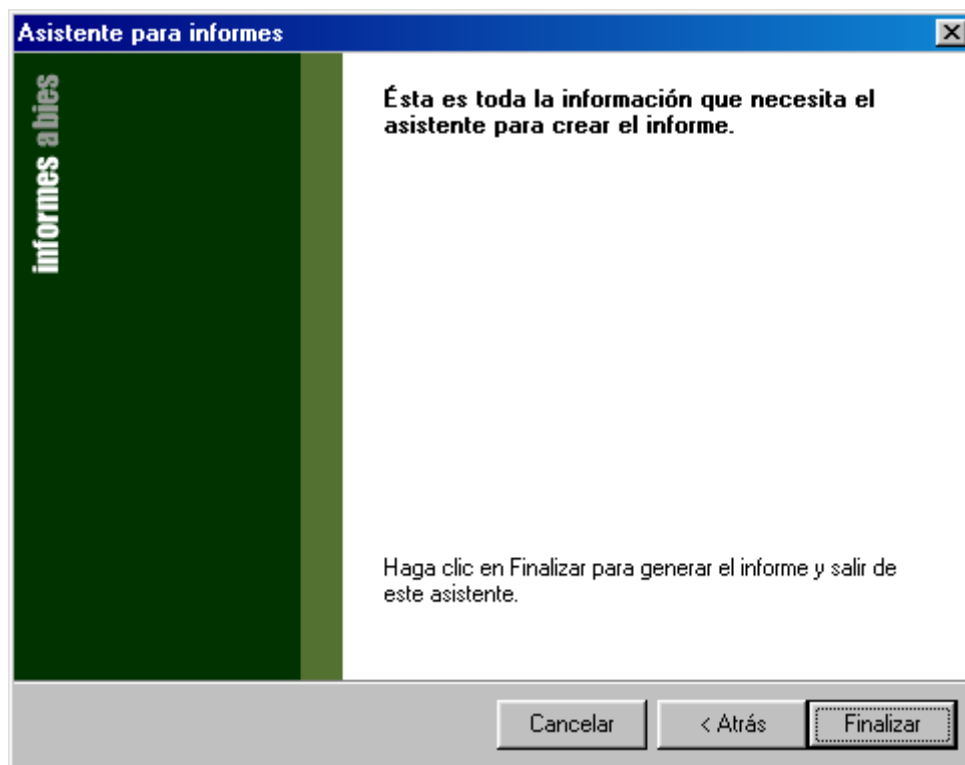 Asistente para informes
informes abies
Ésta es toda la información que necesita el
asistente para crear el informe.
Haga clic en Finalizar para generar el informe y salir de
este asistente.
Cancelar
< Atrás
Finalizar